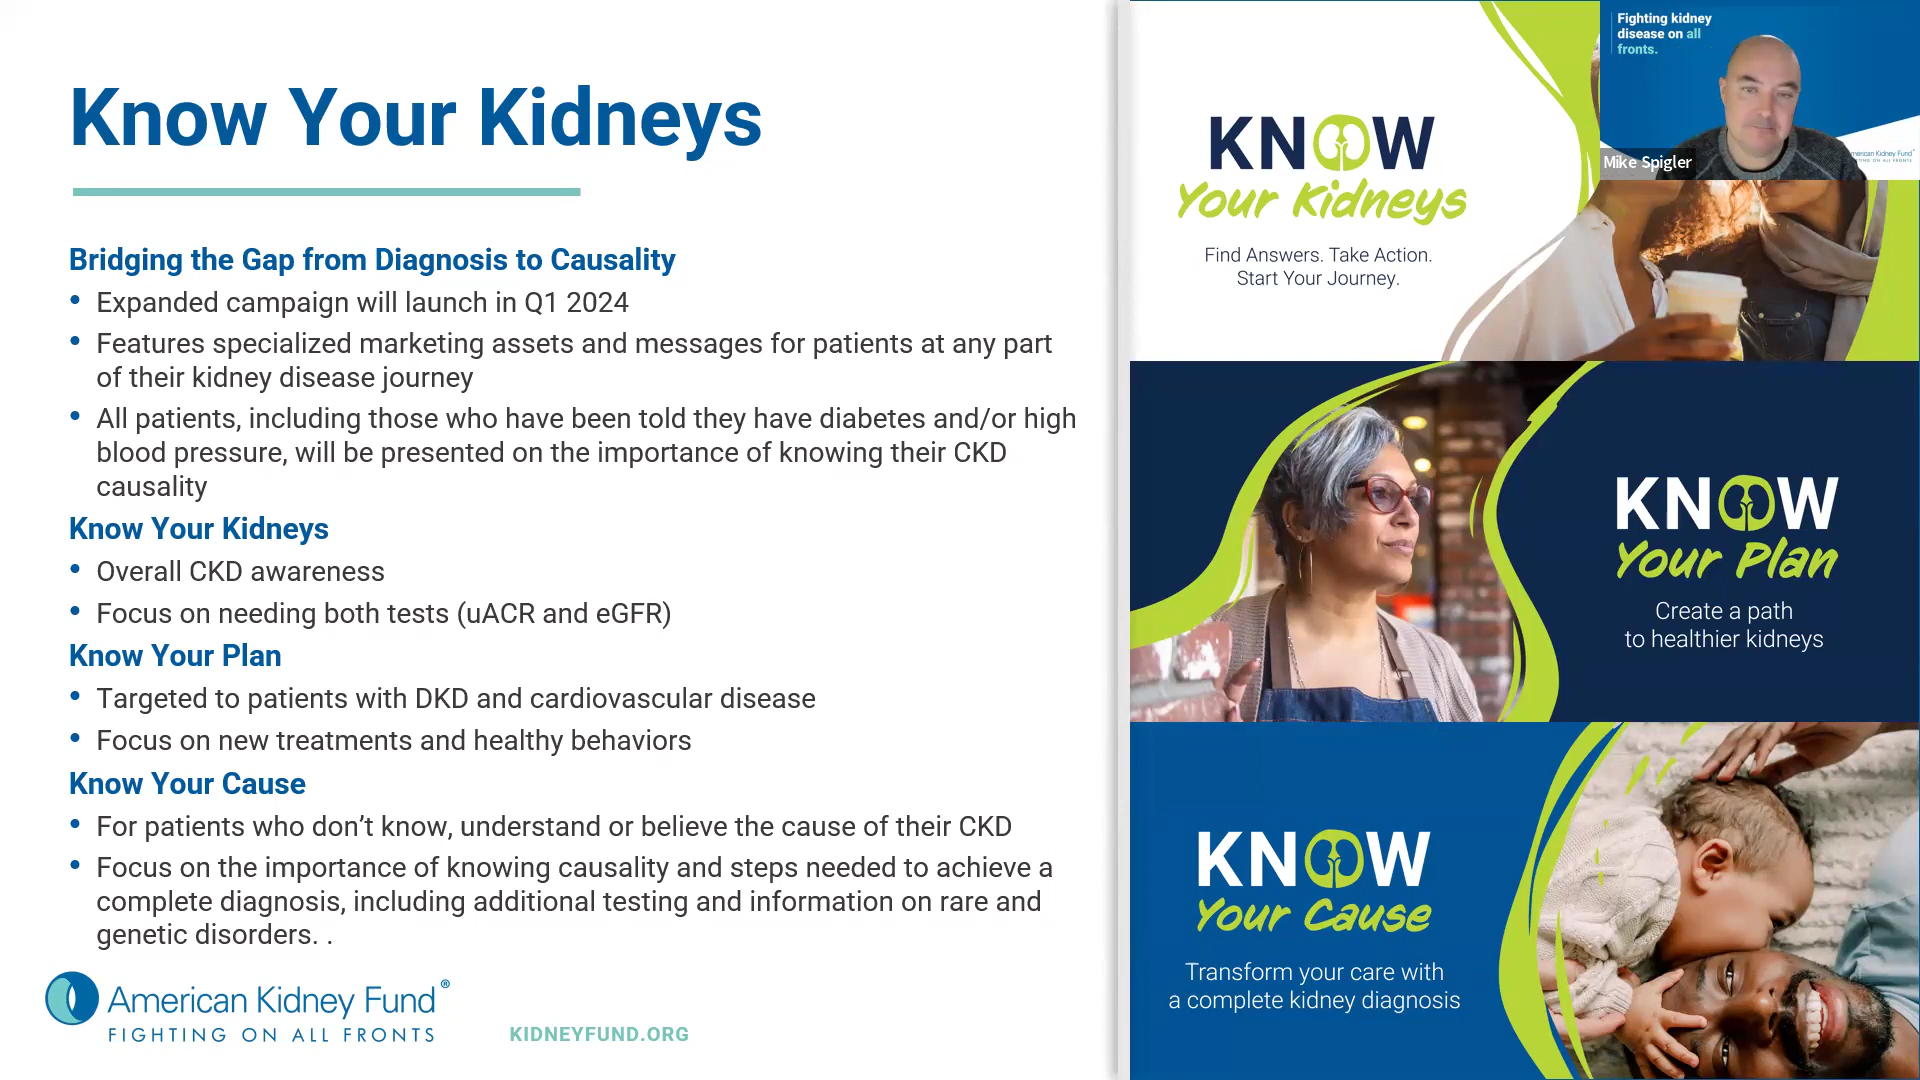 Know Your Kidneys
Bridging the Gap from Diagnosis to Causality
• Expanded campaign will launch in Q1 2024
• Features specialized marketing assets and messages for patients at any part
of their kidney disease journey
• All patients, including those who have been told they have diabetes and/or high
blood pressure, will be presented on the importance of knowing their CKD
causality
Know Your Kidneys
• Overall CKD awareness
• Focus on needing both tests (uACR and eGFR)
Know Your Plan
• Targeted to patients with DKD and cardiovascular disease
• Focus on new treatments and healthy behaviors
Know Your Cause
• For patients who don’t know, understand or believe the cause of their CKD
• Focus on the importance of knowing causality and steps needed to achieve a
complete diagnosis, including additional testing and information on rare and
genetic disorders. .
American Kidney Fund®
FIGHTING ON ALL FRONTS
KIDNEYFUND.ORG
KNOW
Your Kidneys
Find Answers. Take Action.
Start Your Journey.
Fighting kidney
disease on all
fronts.
Mike Spigler
American Kidney Fund
KNOW
Your Plan
Create a path
to healthier kidneys
KNOW
Your Cause
Transform your care with
a complete kidney diagnosis